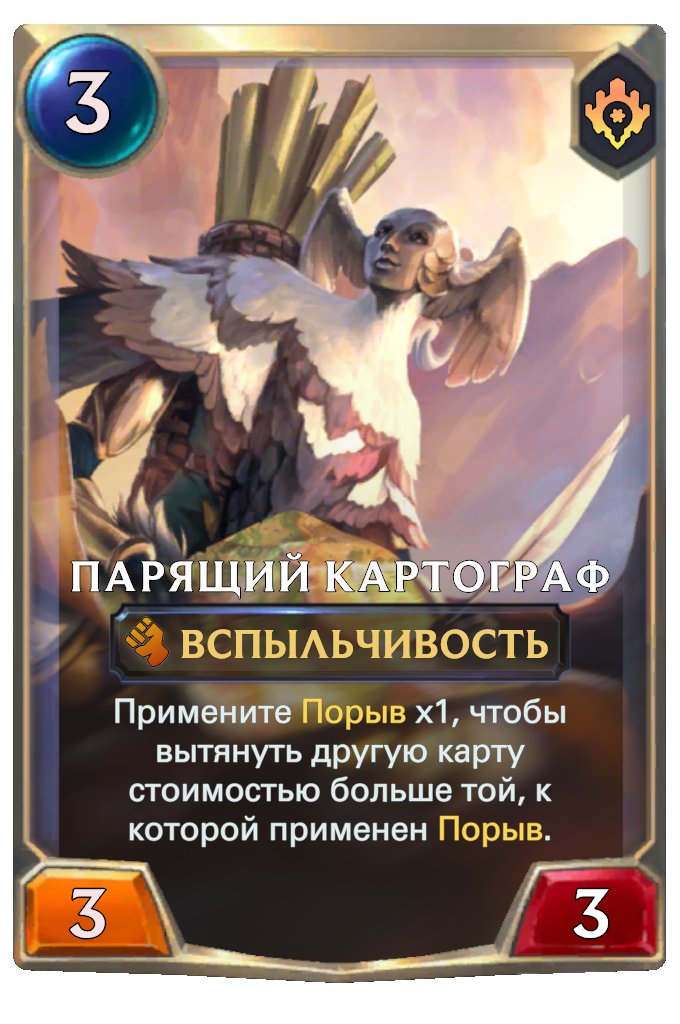 3
ПАРЯЩИЙ КАРТОГРАФ
ВСПЫЛЬЧИВОСТЬ
Примените Порыв x1, чтобы
вытянуть другую карту
стоимостью больше той, к
которой применен Порыв.
3
3